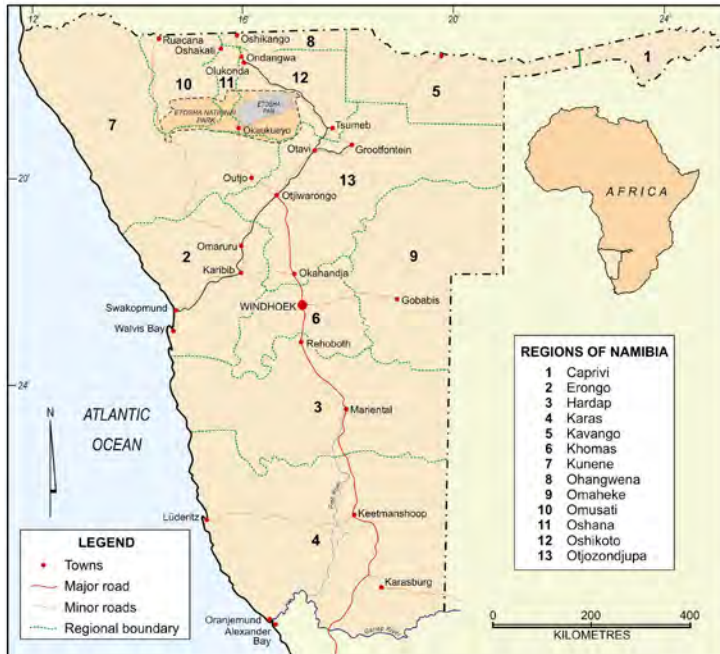 12
16
20
24
Ruacana
Oshikango
Oshakati
8
Ondangwa
Olukonda
1
10
11
12
5
ETOSHA NATIONAL
PARK
ETOSHA
PAN
7
Okaukueyo
Tsumeb
Otavi
Grootfontein
Outjo
13
20'
Otjiwarongo
AFRICA
2
Omaruru
9
Karibib
Okahandja
Swakopmund
WINDHOEK
Gobabis
6
Walvis Bay
Rehoboth
REGIONS OF NAMIBIA
1 Caprivi
2 Erongo
3 Hardap
4 Karas
5 Kavango
6 Khomas
7 Kunene
8 Ohangwena
9 Omaheke
10 Omusati
11 Oshana
12 Oshikoto
13 Otjozondjupa
24'
3
Mariental
N
ATLANTIC
OCEAN
Fish River
Lüderitz
Keetmanshoop
4
LEGEND
Towns
Major road
Minor roads
Regional boundary
Karasburg
Oranjemund
Alexander
Bay
River
0 200 400
KILOMETRES